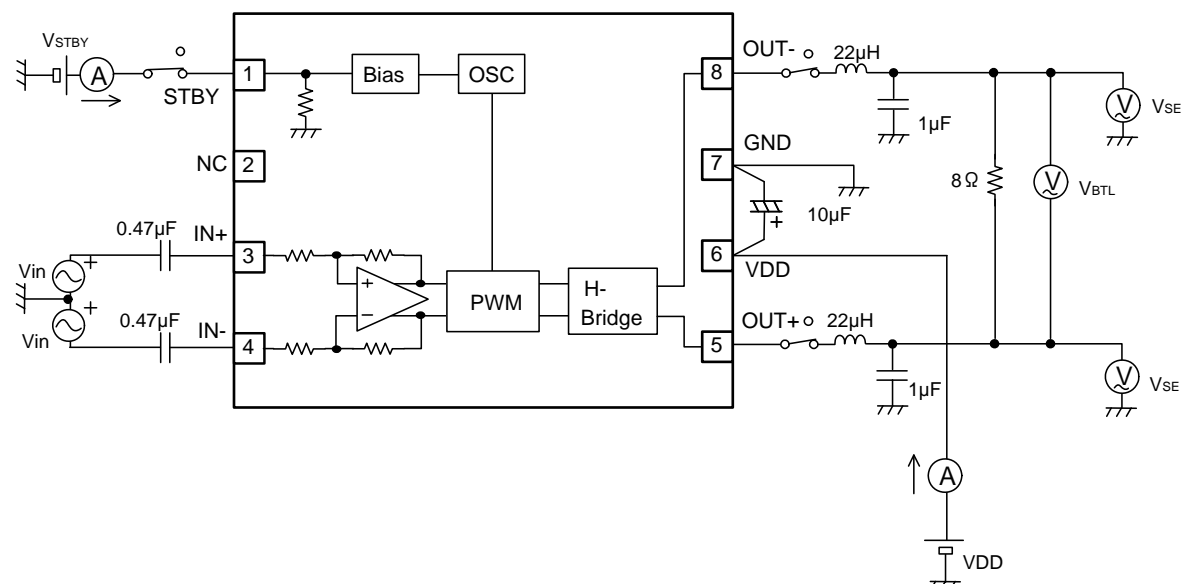 VSTBY
A
STBY
1
Bias
OSC
8
OUT-
22µH
1µF
V
VSE
NC
2
7
GND
10µF
+
8Ω
V
VBTL
0.47µF
IN+
3
Vin
+
+
Vin
0.47µF
IN-
4
+
−
PWM
H-
Bridge
6
VDD
5
OUT+
22µH
1µF
V
VSE
A
VDD